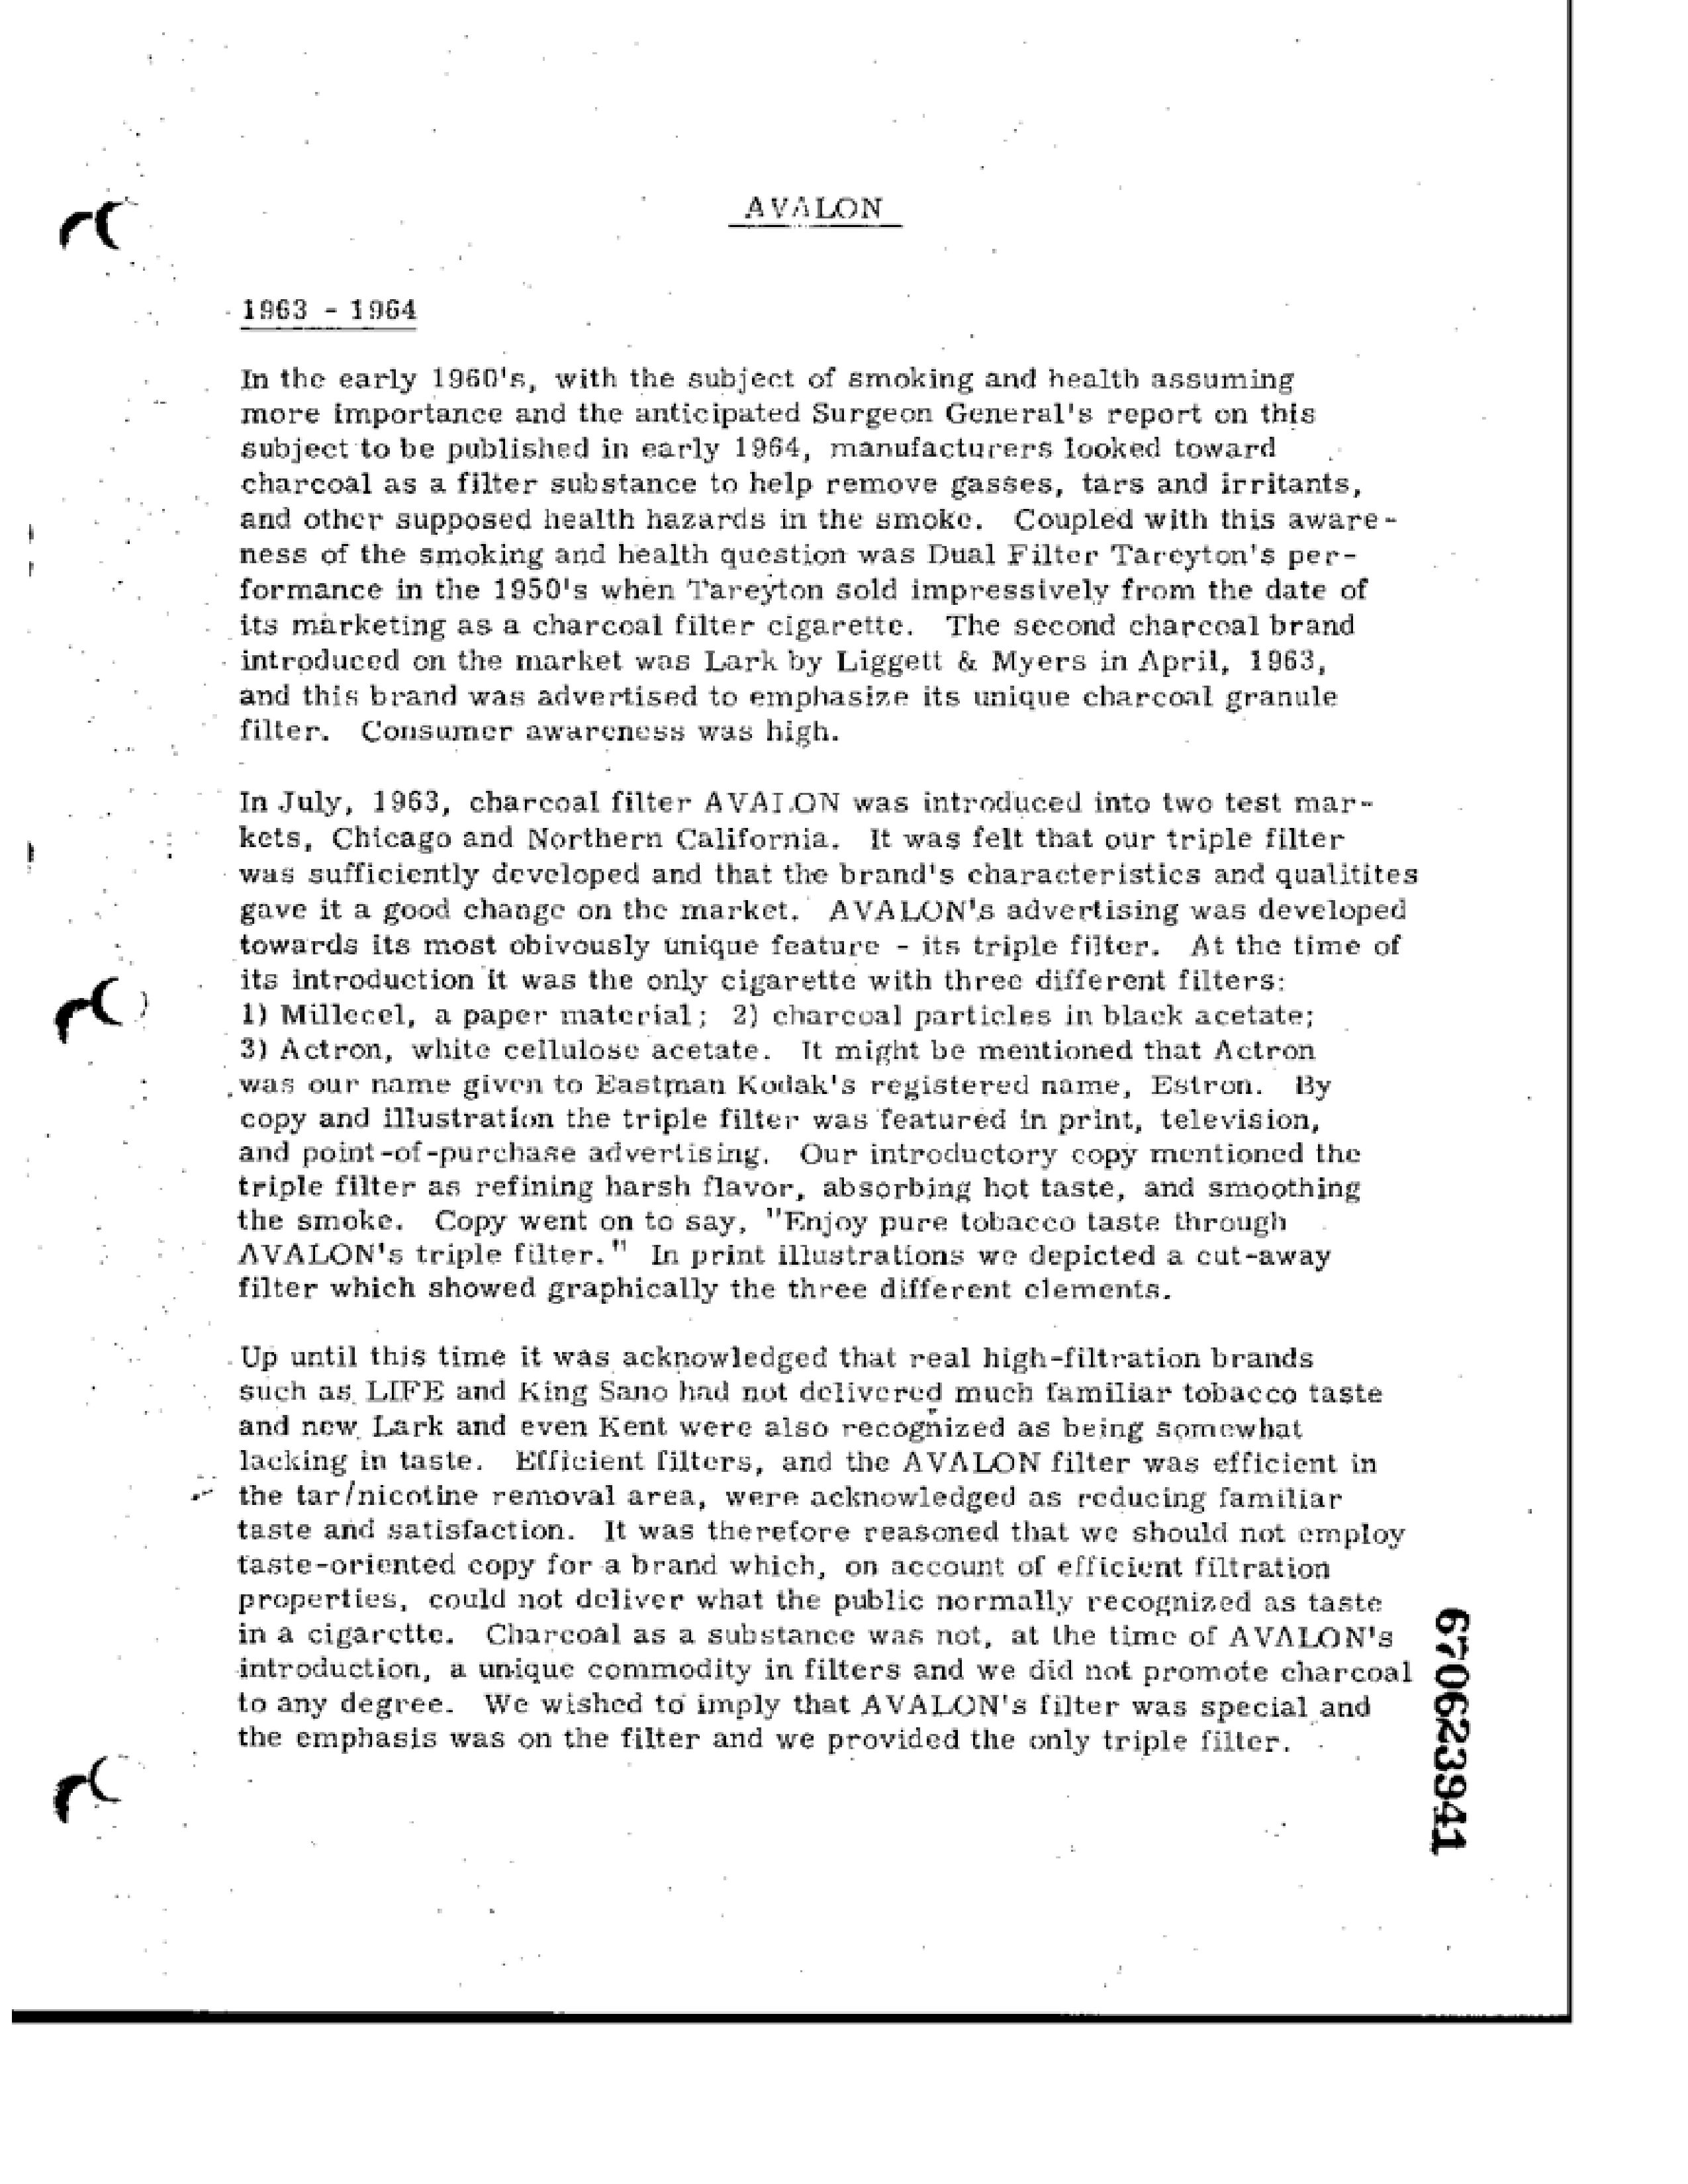 AVALON
1963 - 1964
In the early 1960's, with the subject of smoking and health assuming
more importance and the anticipated Surgeon General's report on this
subject to be published in early 1964, manufacturers looked toward
charcoal as a filter substance to help remove gasses, tars and irritants,
and other supposed health hazards in the smoke. Coupled with this aware-
ness of the smoking and health question was Dual Filter Tareyton's per-
formance in the 1950's when Tareyton sold impressively from the date of
its marketing as a charcoal filter cigarette. The second charcoal brand
introduced on the market was Lark by Liggett & Myers in April, 1963,
and this brand was advertised to emphasize its unique charcoal granule
filter. Consumer awareness was high.
In July, 1963, charcoal filter AVALON was introduced into two test mar-
kets, Chicago and Northern California. It was felt that our triple filter
was sufficiently developed and that the brand's characteristics and qualitites
gave it a good change on the market. AVALON's advertising was developed
towards its most obivously unique feature - its triple filter. At the time of
its introduction it was the only cigarette with three different filters:
1) Millecel, a paper material; 2) charcoal particles in black acetate;
3) Actron, white cellulose acetate. It might be mentioned that Actron
was our name given to Eastman Kodak's registered name, Estron. By
copy and illustration the triple filter was featured in print, television,
and point-of-purchase advertising. Our introductory copy mentioned the
triple filter as refining harsh flavor, absorbing hot taste, and smoothing
the smoke. Copy went on to say, "Enjoy pure tobacco taste through
AVALON's triple filter." In print illustrations we depicted a cut-away
filter which showed graphically the three different elements.
Up until this time it was acknowledged that real high-filtration brands
such as LIFE and King Sano had not delivered much familiar tobacco taste
and new Lark and even Kent were also recognized as being somewhat
lacking in taste. Efficient filters, and the AVALON filter was efficient in
the tar/nicotine removal area, were acknowledged as reducing familiar
taste and satisfaction. It was therefore reasoned that we should not employ
taste-oriented copy for a brand which, on account of efficient filtration
properties, could not deliver what the public normally recognized as taste
in a cigarette. Charcoal as a substance was not, at the time of AVALON's
introduction, a unique commodity in filters and we did not promote charcoal
to any degree. We wished to imply that AVALON's filter was special and
the emphasis was on the filter and we provided the only triple filter.
670623941